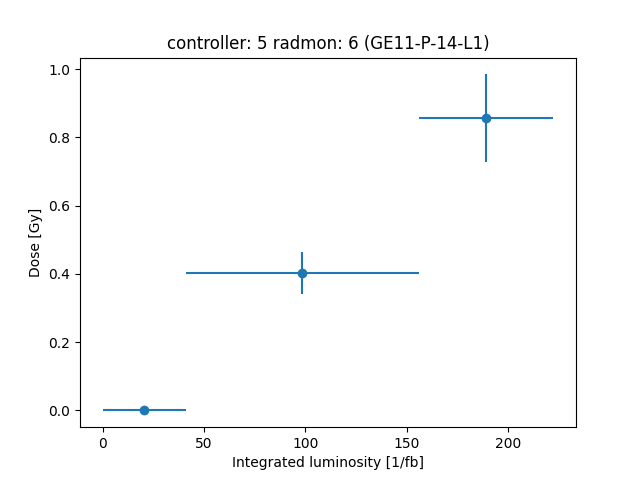 controller: 5 radmon: 6 (GE11-P-14-L1)
1.0
0.8
0.6
0.4
0.2
0.0
Dose [Gy]
0 50 100 150 200
Integrated luminosity [1/fb]